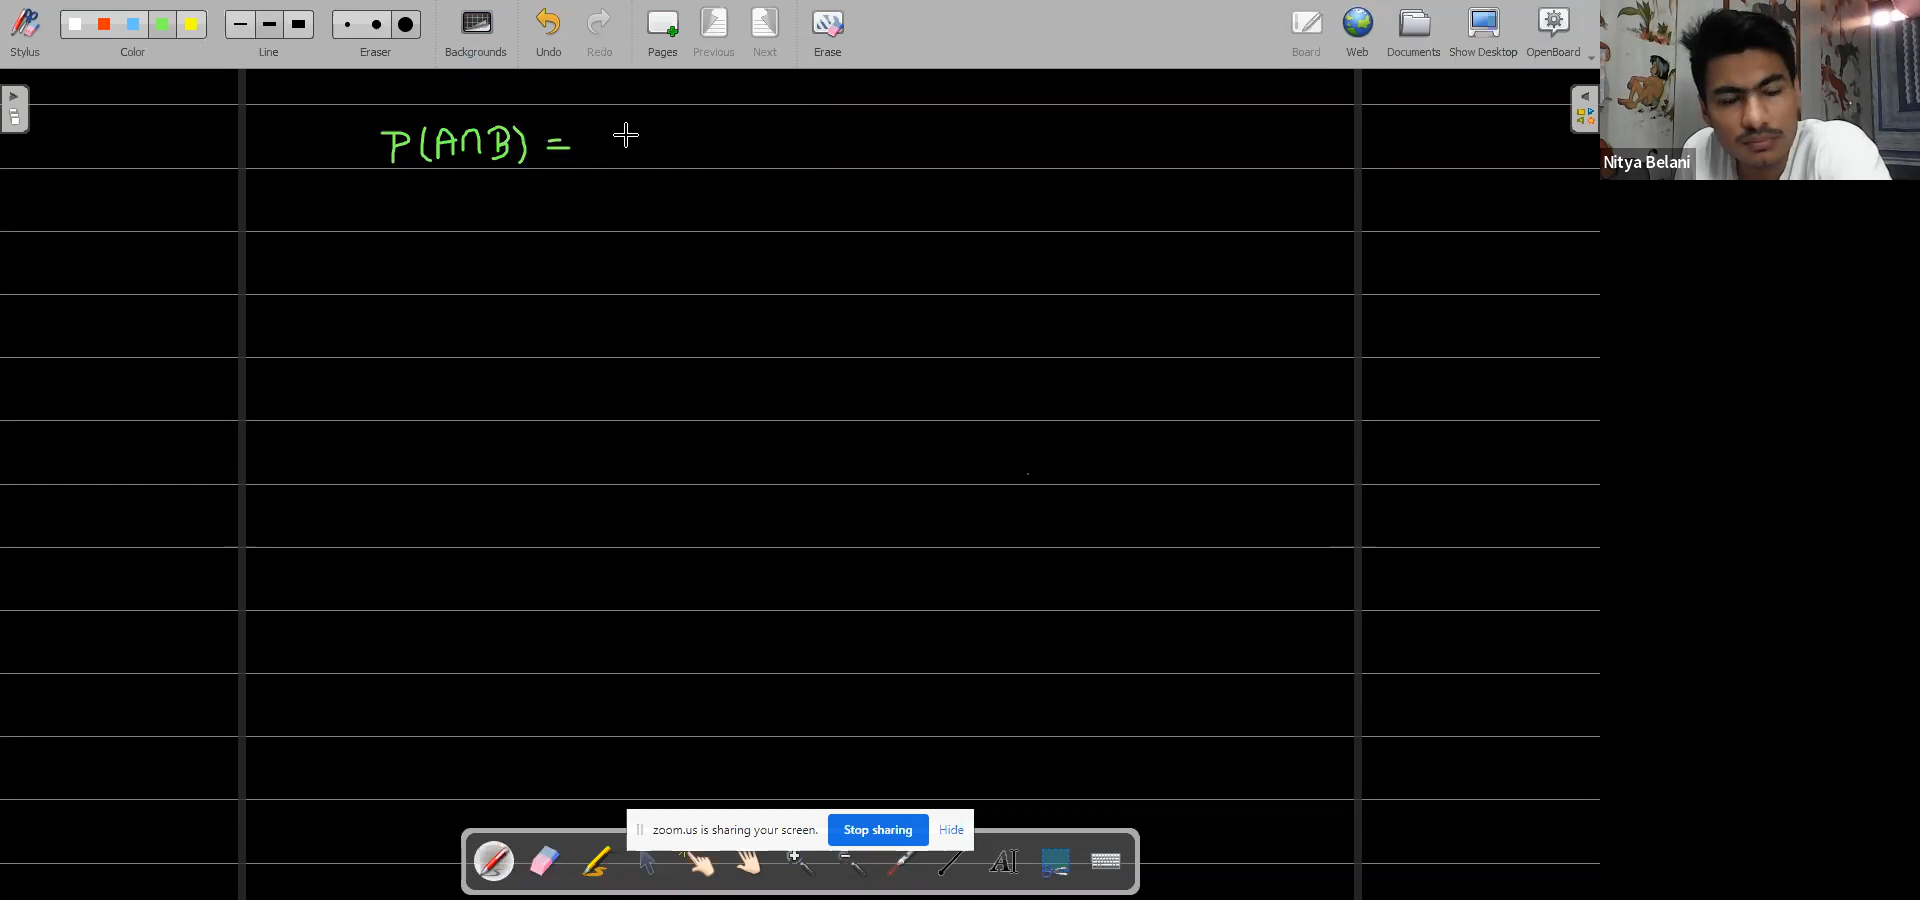 Stylus Color Line Eraser Backgrounds Undo Redo Pages Previous Next Erase Board Web Documents Show Desktop OpenBoard
P(A∩B) =
Nitya Belani
zoom.us is sharing your screen. Stop sharing Hide
AI